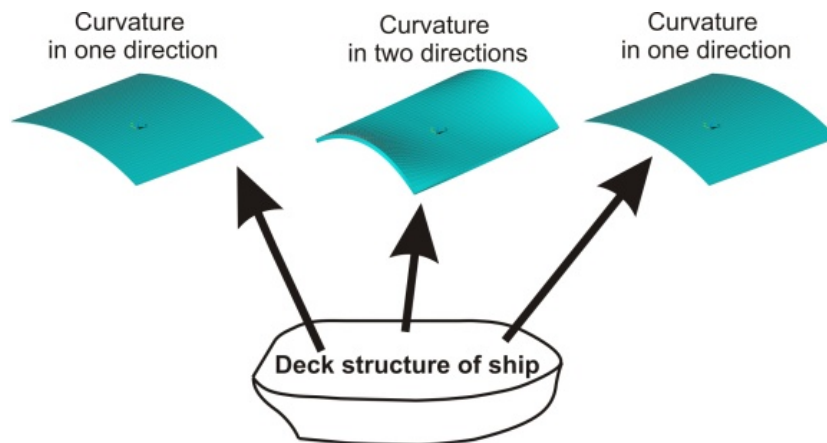 Curvature
in one direction
Curvature
in two directions
Curvature
in one direction
Deck structure of ship